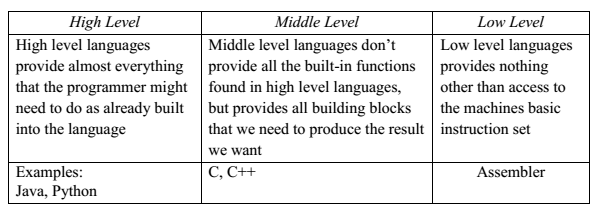 High Level
Middle Level
Low Level
High level languages
provide almost everything
that the programmer might
need to do as already built
into the language
Middle level languages don’t
provide all the built-in functions
found in high level languages,
but provides all building blocks
that we need to produce the result
we want
Low level languages
provides nothing
other than access to
the machines basic
instruction set
Examples:
Java, Python
C, C++
Assembler